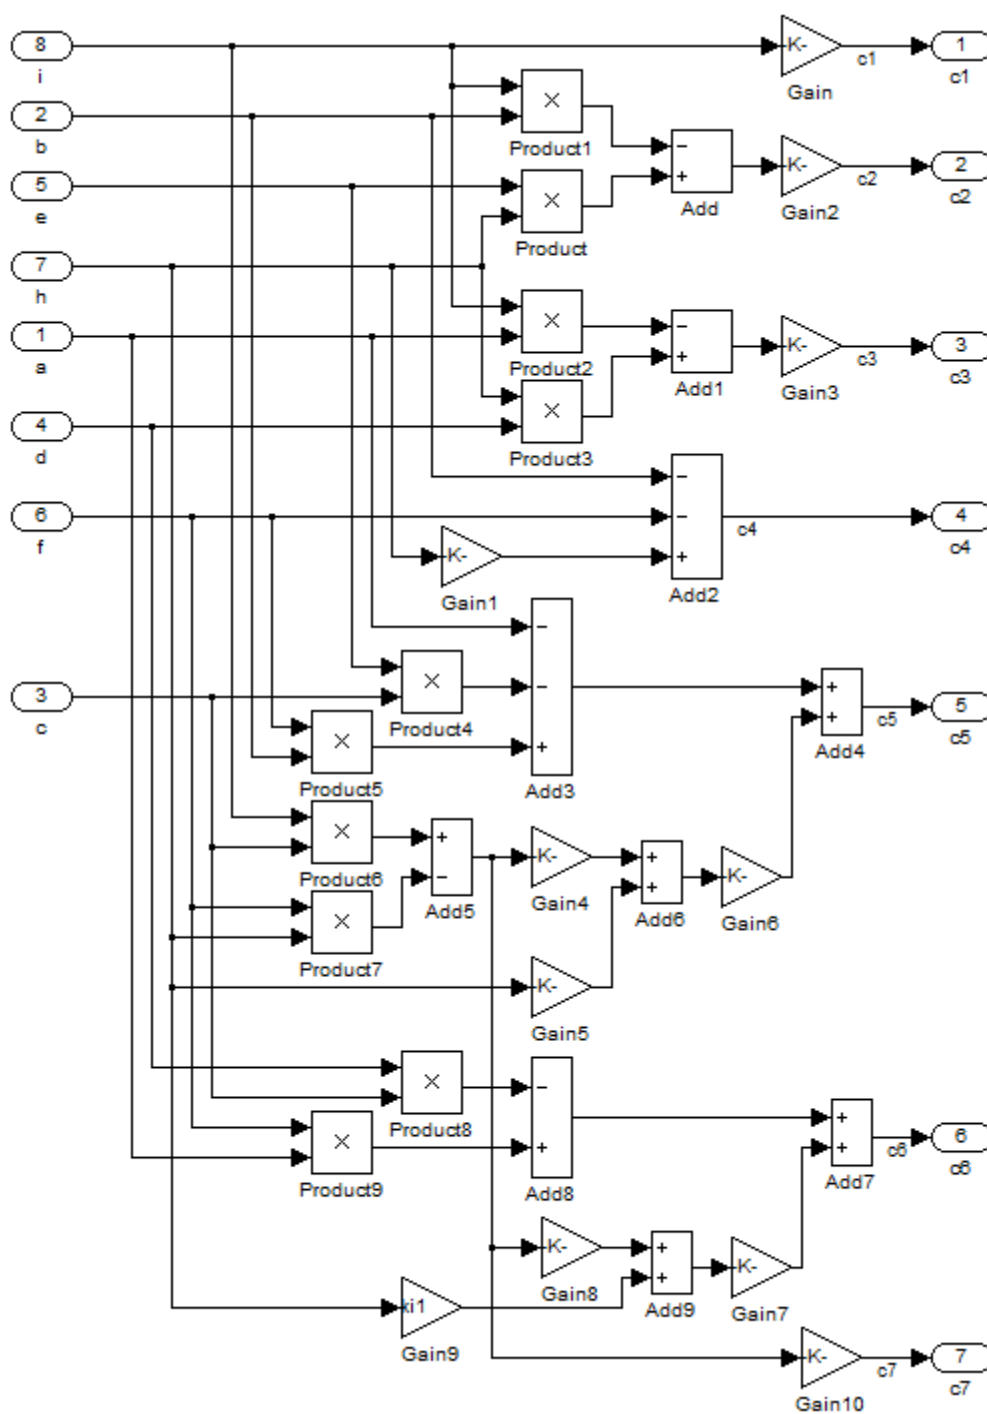 8
i
K-
Gain
c1
1
c1
2
b
×
Product1
−
+
Add
K-
Gain2
c2
2
c2
5
e
×
Product
7
h
×
Product2
−
+
Add1
K-
Gain3
c3
3
c3
1
a
×
Product3
4
d
−
−
+
Add2
c4
4
c4
6
f
K-
Gain1
−
−
+
Add3
×
Product4
3
c
×
Product5
+
+
Add4
c5
5
c5
×
Product6
+
−
Add5
K-
Gain4
+
+
Add6
K-
Gain6
×
Product7
K-
Gain5
×
Product8
×
Product9
−
+
Add8
+
+
Add7
c6
6
c6
K-
Gain8
+
+
Add9
K-
Gain7
ki1
Gain9
K-
Gain10
c7
7
c7